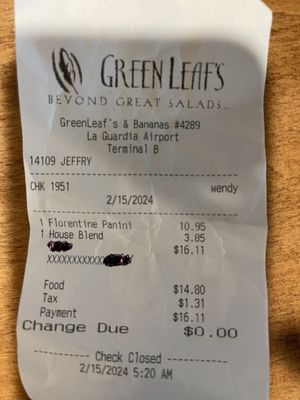 GREEN LEAF'S
BEYOND GREAT SALADS
GreenLeaf's & Bananas #4289
La Guardia Airport
Terminal B
14109 JEFFRY
CHK 1951 wendy
2/15/2024
1 Florentine Panini 10.95
1 House Blend 3.85
$16.11
XXXXXXXXXXXX
Food $14.80
Tax $1.31
Payment $16.11
Change Due $0.00
Check Closed
2/15/2024 5:20 AM